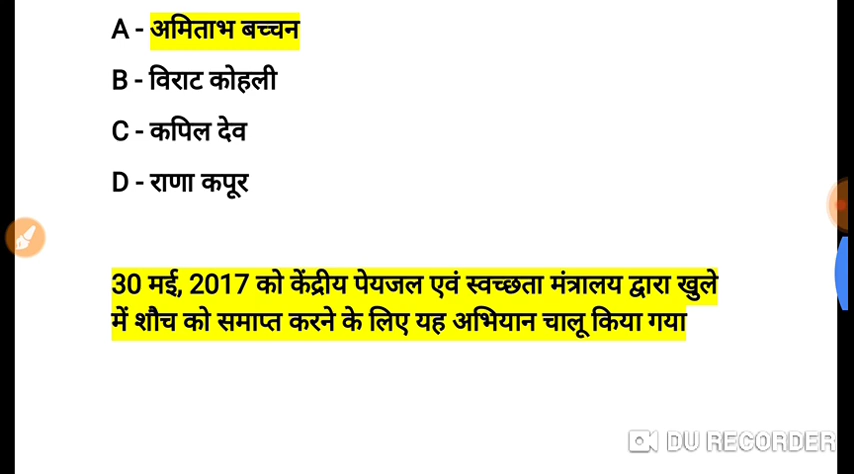 A - अमिताभ बच्चन
B - विराट कोहली
C - कपिल देव
D - राणा कपूर
30 मई, 2017 को केंद्रीय पेयजल एवं स्वच्छता मंत्रालय द्वारा खुले
में शौच को समाप्त करने के लिए यह अभियान चालू किया गया
DU RECORDER